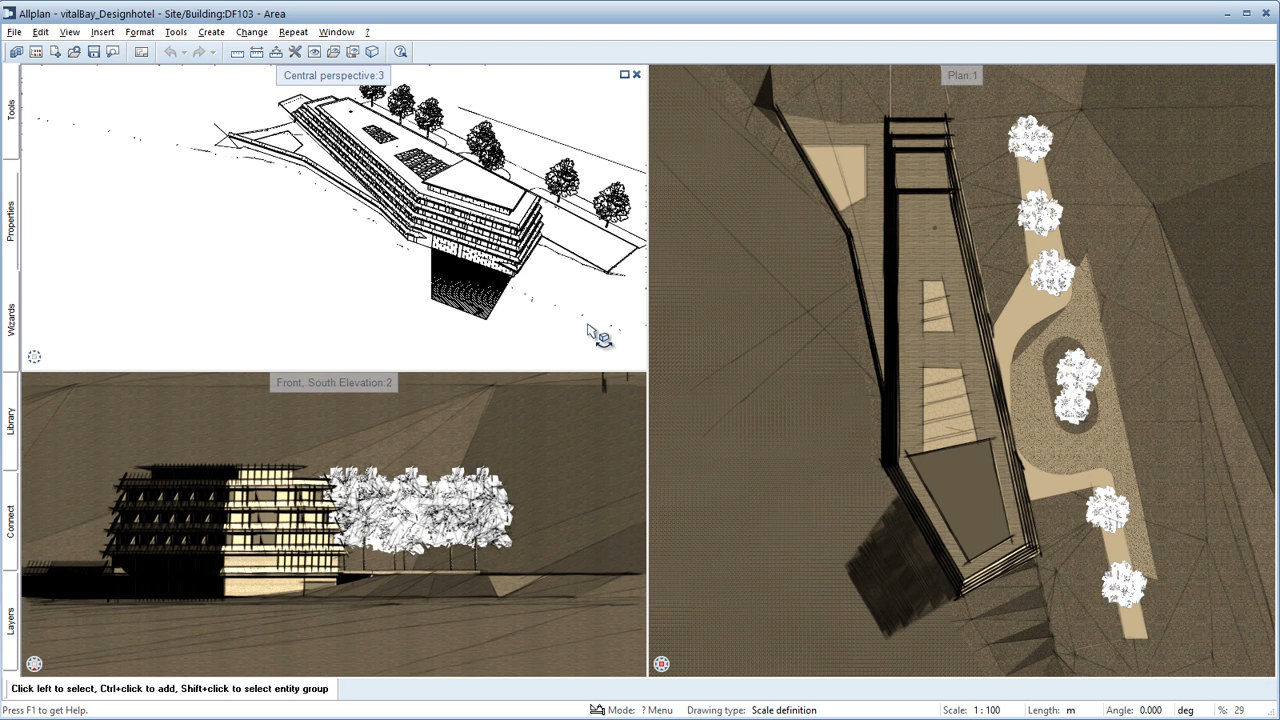 Allplan - vitalBay_Designhotel - Site/Building:DF103 - Area
File Edit View Insert Format Tools Create Change Repeat Window ?
Central perspective:3
Plan:1
Front, South Elevation:2
Tools
Properties
Wizards
Library
Connect
Layers
Click left to select, Ctrl+click to add, Shift+click to select entity group
Press F1 to get Help. Mode: ? Menu Drawing type: Scale definition Scale: 1 : 100 Length: m Angle: 0.000 deg %: 29